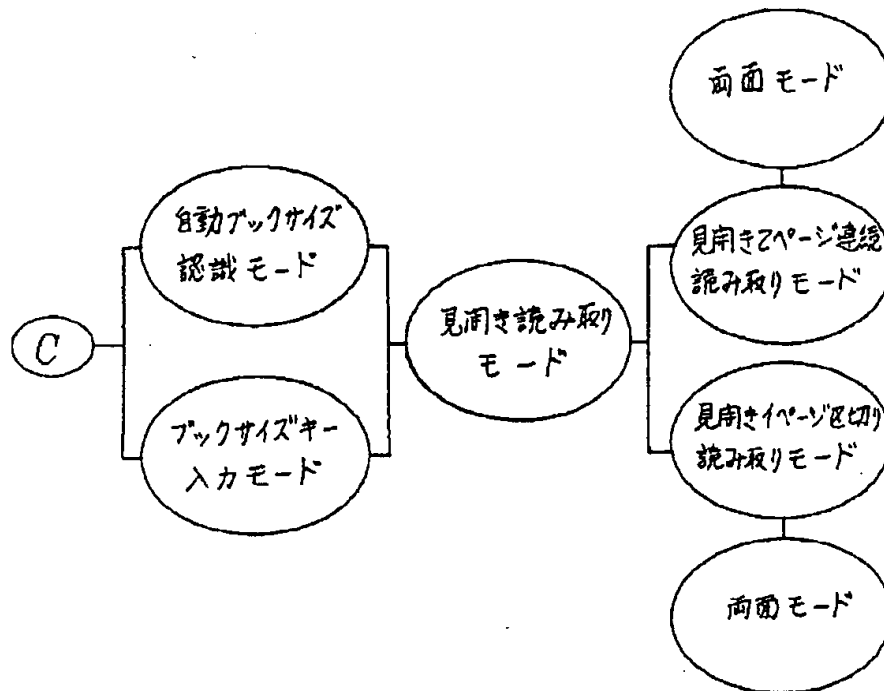 両面モード
自動ブックサイズ
認識モード
見開き2ページ連続
読み取りモード
C
見開き読み取り
モード
ブックサイズキー
入力モード
見開き1ページ区切り
読み取りモード
両面モード